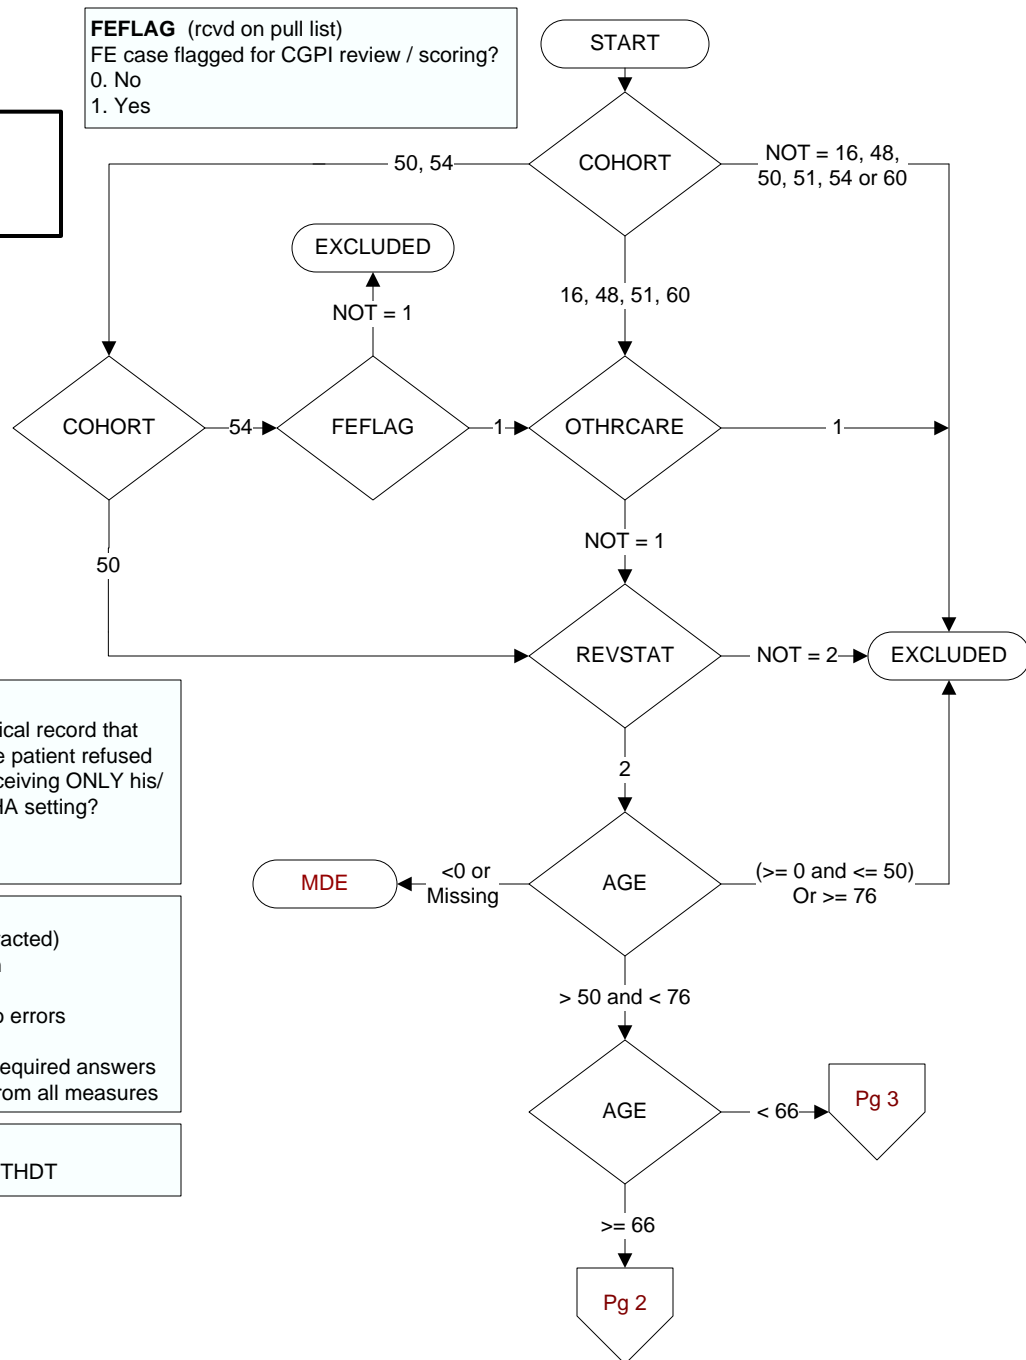 FEFLAG (rcvd on pull list)
FE case flagged for CGPI review / scoring?
0. No
1. Yes
START
COHORT
50, 54
NOT = 16, 48,
50, 51, 54 or 60
16, 48, 51, 60
EXCLUDED
NOT = 1
COHORT
54
FEFLAG
1
OTHRCARE
1
50
NOT = 1
REVSTAT
NOT = 2
EXCLUDED
2
ical record that
e patient refused
ceiving ONLY his/
HA setting?
MDE
<0 or
Missing
AGE
(>= 0 and <= 50)
Or >= 76
racted)
o errors
equired answers
rom all measures
> 50 and < 76
AGE
< 66
Pg 3
THDT
>= 66
Pg 2